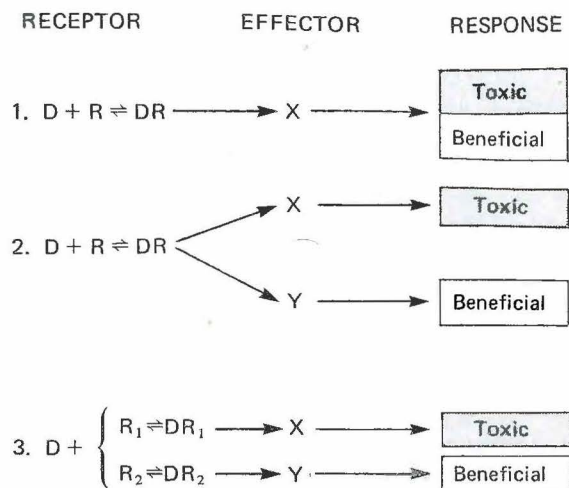 RECEPTOR EFFECTOR RESPONSE
Toxic
1. D + R ⇌ DR → X →
Beneficial
X → Toxic
2. D + R ⇌ DR
Y → Beneficial
R₁ ⇌ DR₁ → X → Toxic
3. D + {
R₂ ⇌ DR₂ → Y → Beneficial